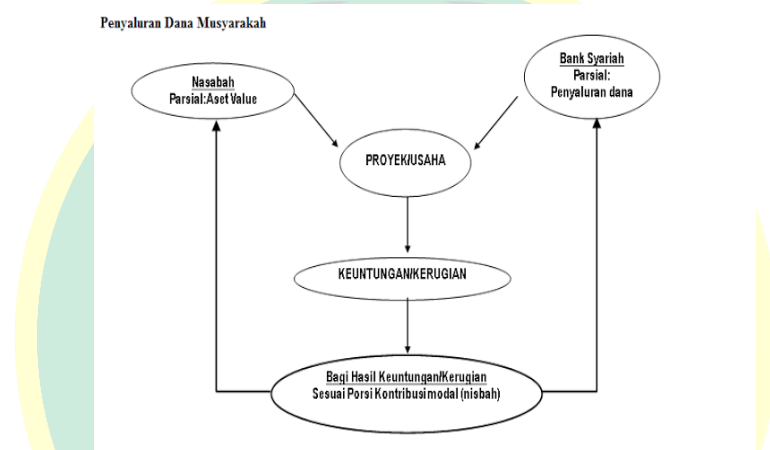 Penyaluran Dana Musyarakah
Nasabah
Parsial:Aset Value
Bank Syariah
Parsial:
Penyaluran dana
PROYEK/USAHA
KEUNTUNGAN/KERUGIAN
Bagi Hasil Keuntungan/Kerugian
Sesuai Porsi Kontribusi modal (nisbah)